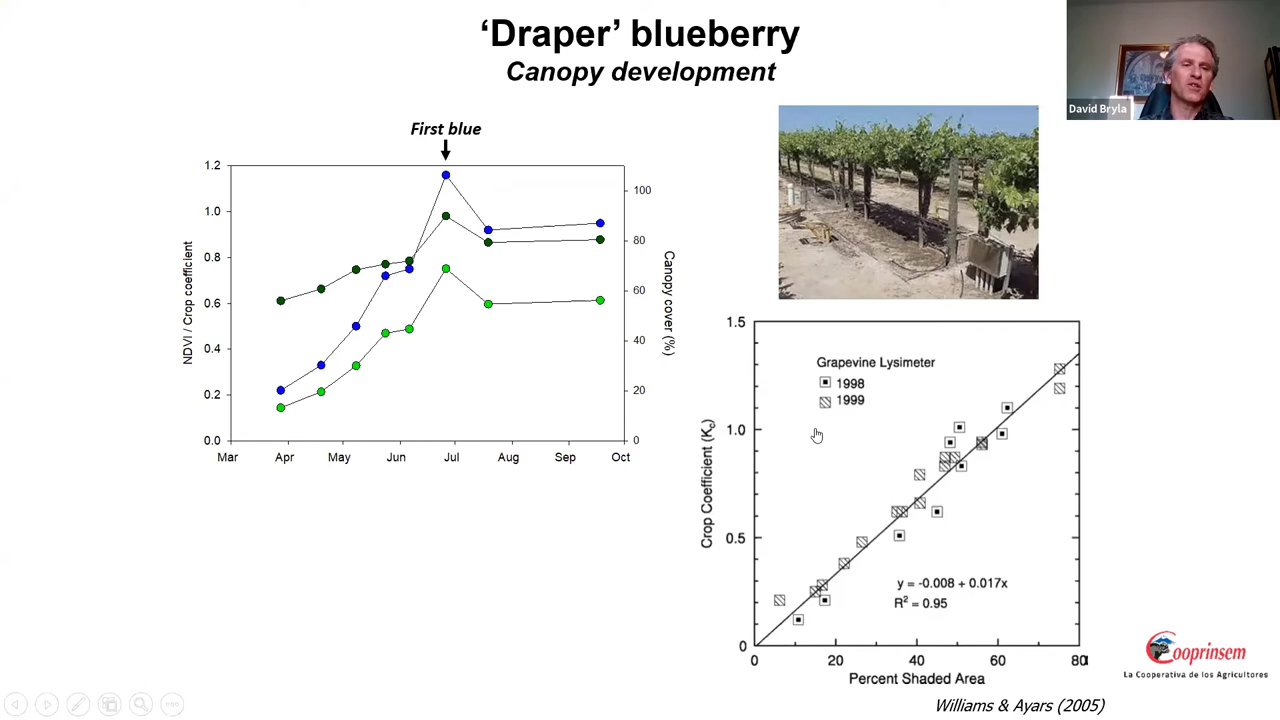 ‘Draper’ blueberry
Canopy development
David Bryla
First blue
1.2
1.0
0.8
0.6
0.4
0.2
0.0
NDVI / Crop coefficient
100
80
60
40
20
0
Canopy cover (%)
Mar Apr May Jun Jul Aug Sep Oct
1.5
1.0
0.5
0
Crop Coefficient (Kc)
Grapevine Lysimeter
1998
1999
y = -0.008 + 0.017x
R2 = 0.95
0 20 40 60 80
Percent Shaded Area
Williams & Ayars (2005)
Cooprinsem
La Cooperativa de los Agricultores